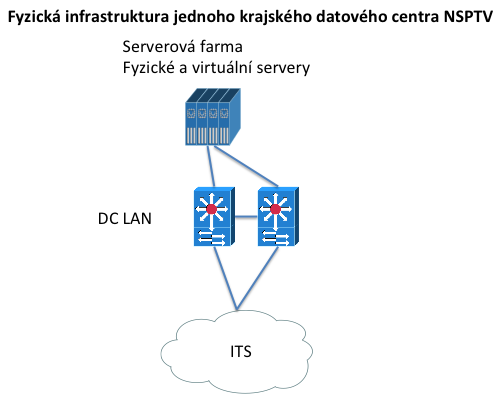 Fyzická infrastruktura jednoho krajského datového centra NSPTV
Serverová farma
Fyzické a virtuální servery
DC LAN
ITS